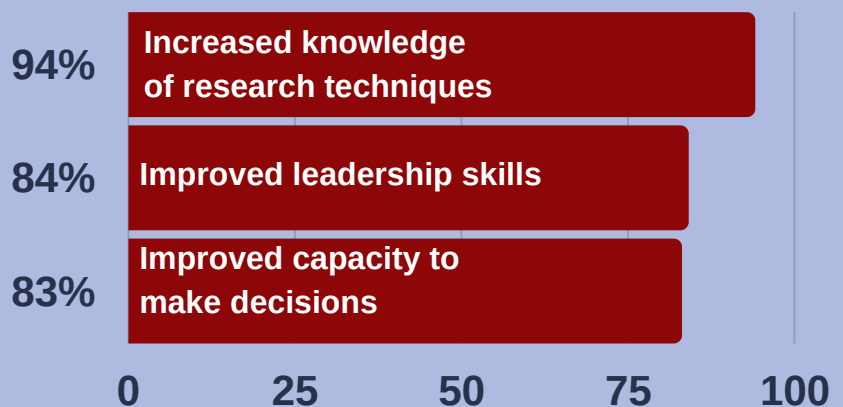 94%
Increased knowledge
of research techniques
84%
Improved leadership skills
83%
Improved capacity to
make decisions
0 25 50 75 100